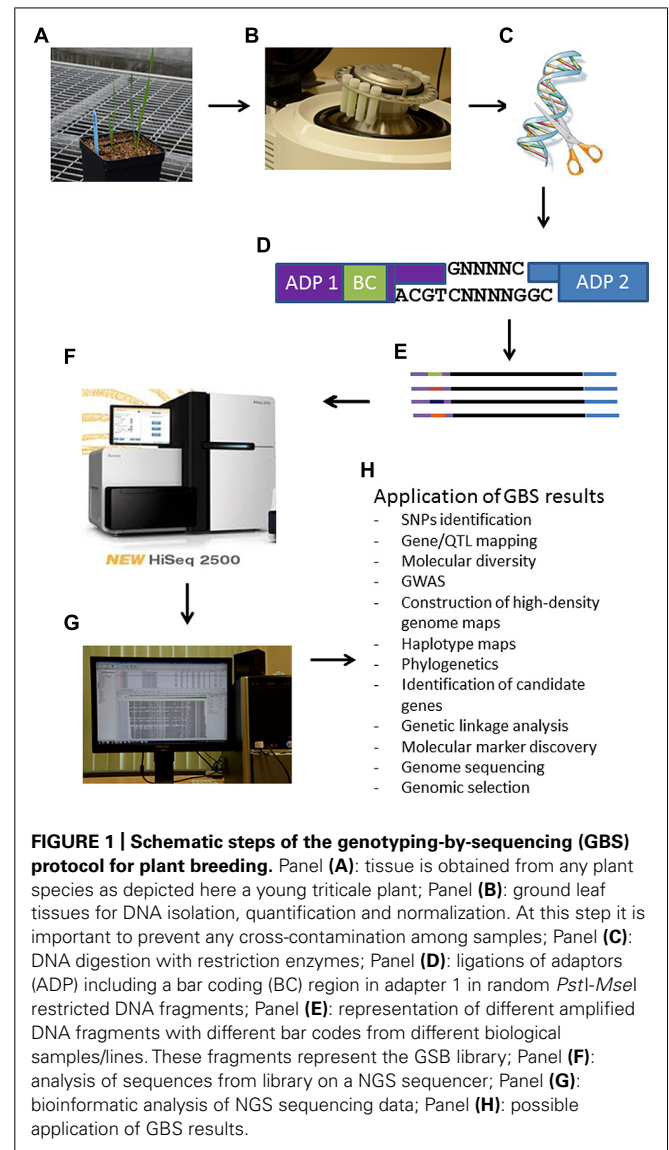 A
B
C
D
ADP 1
BC
GNNNNC
ACGTCNNNNGGC
ADP 2
E
F
NEW HiSeq 2500
G
H
Application of GBS results
- SNPs identification
- Gene/QTL mapping
- Molecular diversity
- GWAS
- Construction of high-density
genome maps
- Haplotype maps
- Phylogenetics
- Identification of candidate
genes
- Genetic linkage analysis
- Molecular marker discovery
- Genome sequencing
- Genomic selection
FIGURE 1 | Schematic steps of the genotyping-by-sequencing (GBS)
protocol for plant breeding. Panel (A): tissue is obtained from any plant
species as depicted here a young triticale plant; Panel (B): ground leaf
tissues for DNA isolation, quantification and normalization. At this step it is
important to prevent any cross-contamination among samples; Panel (C):
DNA digestion with restriction enzymes; Panel (D): ligations of adaptors
(ADP) including a bar coding (BC) region in adapter 1 in random PstI-MseI
restricted DNA fragments; Panel (E): representation of different amplified
DNA fragments with different bar codes from different biological
samples/lines. These fragments represent the GSB library; Panel (F):
analysis of sequences from library on a NGS sequencer; Panel (G):
bioinformatic analysis of NGS sequencing data; Panel (H): possible
application of GBS results.